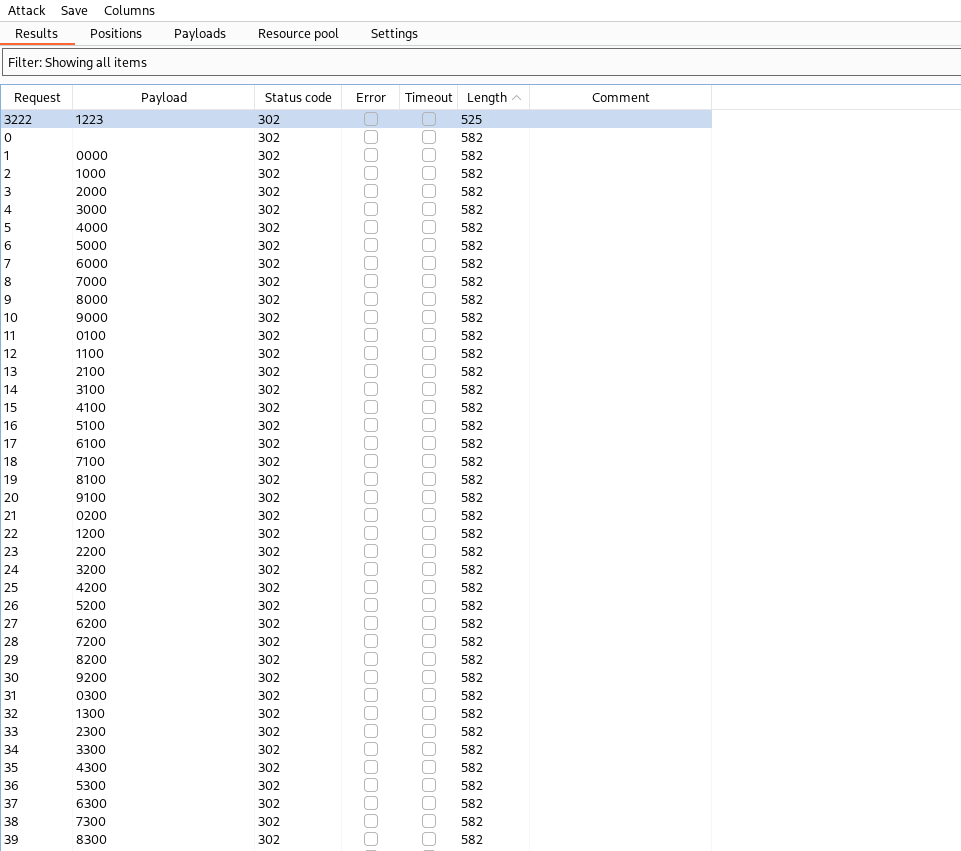 Attack Save Columns
Results Positions Payloads Resource pool Settings
Filter: Showing all items
Request Payload Status code Error Timeout Length Comment
3222 1223 302 525
0 302 582
1 0000 302 582
2 1000 302 582
3 2000 302 582
4 3000 302 582
5 4000 302 582
6 5000 302 582
7 6000 302 582
8 7000 302 582
9 8000 302 582
10 9000 302 582
11 0100 302 582
12 1100 302 582
13 2100 302 582
14 3100 302 582
15 4100 302 582
16 5100 302 582
17 6100 302 582
18 7100 302 582
19 8100 302 582
20 9100 302 582
21 0200 302 582
22 1200 302 582
23 2200 302 582
24 3200 302 582
25 4200 302 582
26 5200 302 582
27 6200 302 582
28 7200 302 582
29 8200 302 582
30 9200 302 582
31 0300 302 582
32 1300 302 582
33 2300 302 582
34 3300 302 582
35 4300 302 582
36 5300 302 582
37 6300 302 582
38 7300 302 582
39 8300 302 582